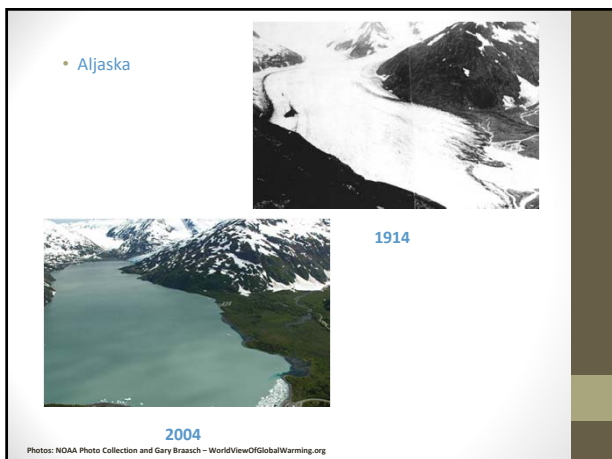 • Aljaska
1914
2004
Photos: NOAA Photo Collection and Gary Braasch – WorldViewOfGlobalWarming.org